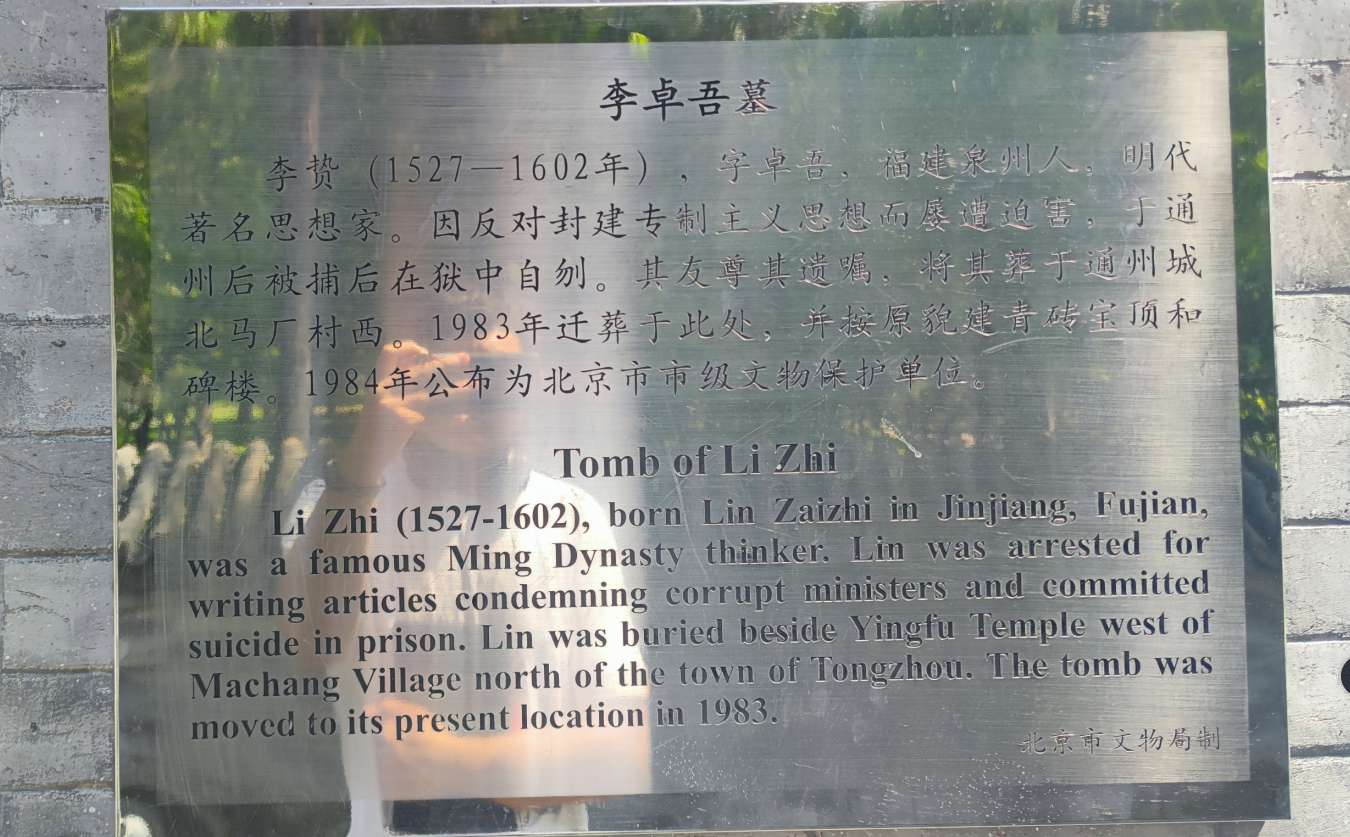 李卓吾墓
李贽（1527—1602年），字卓吾，福建泉州人，明代
著名思想家。因反对封建专制主义思想而屡遭迫害，于通
州后被捕后在狱中自刎。其友尊其遗嘱，将其葬于通州城
北马厂村西。1983年迁葬于此处，并按原貌建青砖宝顶和
碑楼。1984年公布为北京市市级文物保护单位。
Tomb of Li Zhi
Li Zhi (1527-1602), born Lin Zaizhi in Jinjiang, Fujian,
was a famous Ming Dynasty thinker. Lin was arrested for
writing articles condemning corrupt ministers and committed
suicide in prison. Lin was buried beside Yingfu Temple west of
Machang Village north of the town of Tongzhou. The tomb was
moved to its present location in 1983.
北京市文物局制